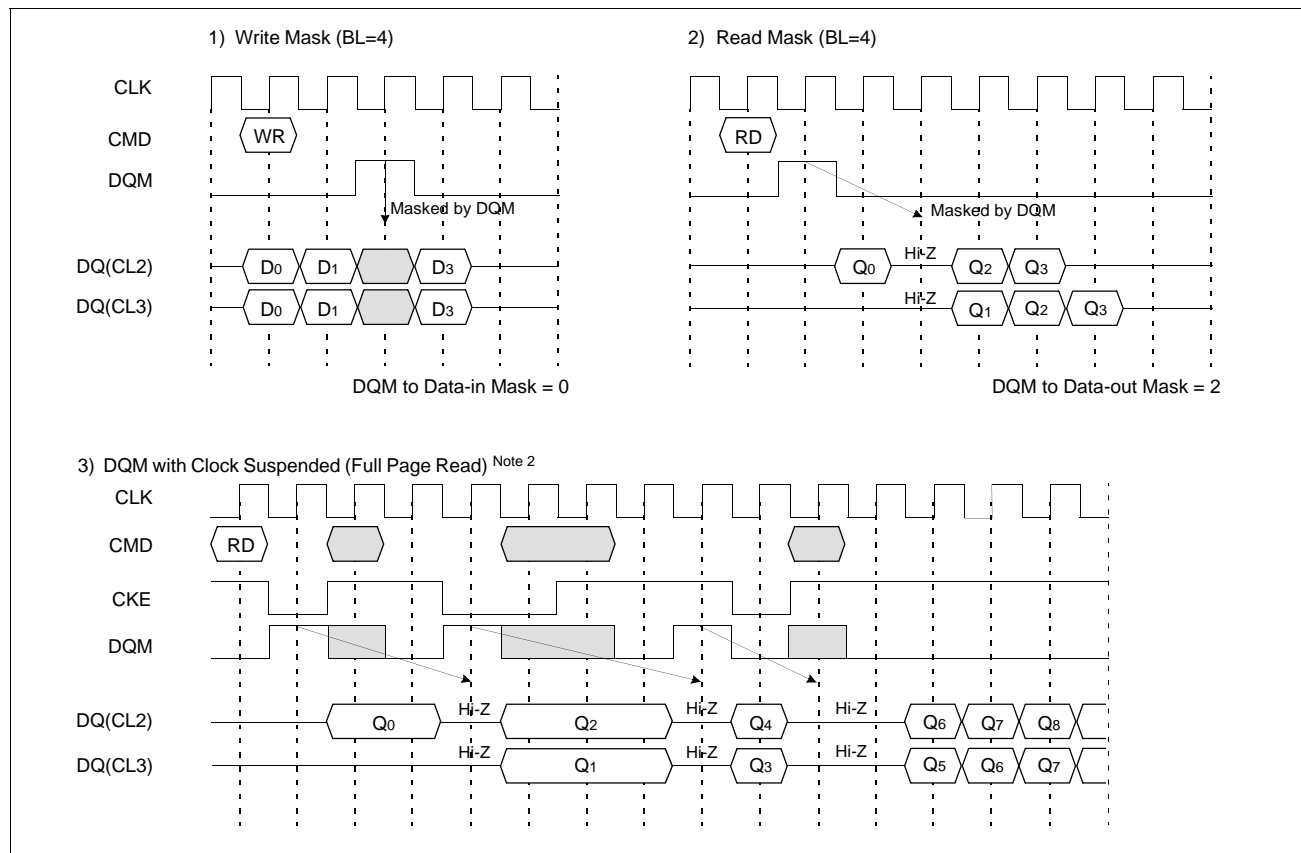 1) Write Mask (BL=4)
2) Read Mask (BL=4)
CLK
CMD
WR
RD
DQM
Masked by DQM
Masked by DQM
DQ(CL2)
D0 D1 D3
Hi-Z
Q0 Q2 Q3
DQ(CL3)
D0 D1 D3
Hi-Z
Q1 Q2 Q3
DQM to Data-in Mask = 0
DQM to Data-out Mask = 2
3) DQM with Clock Suspended (Full Page Read) Note 2
CLK
CMD
RD
CKE
DQM
DQ(CL2)
Q0 Hi-Z Q2 Hi-Z Q4 Hi-Z Q6 Q7 Q8
DQ(CL3)
Hi-Z Q1 Hi-Z Q3 Hi-Z Q5 Q6 Q7